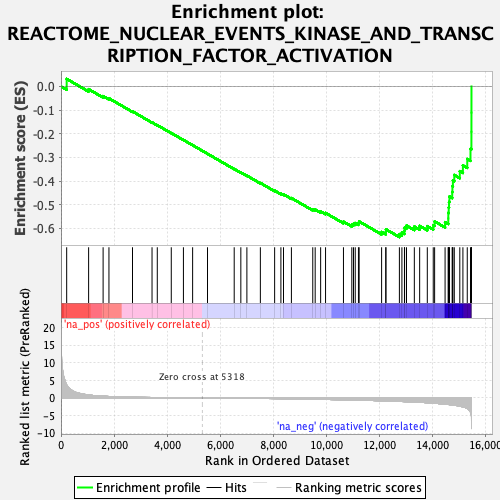 Enrichment plot:
REACTOME_NUCLEAR_EVENTS_KINASE_AND_TRANSC
RIPTION_FACTOR_ACTIVATION
Enrichment score (ES)
0.0
-0.1
-0.2
-0.3
-0.4
-0.5
-0.6
'na_pos' (positively correlated)
Ranked list metric (PreRanked)
20
15
10
5
0
-5
-10
Zero cross at 5318
'na_neg' (negatively correlated)
0 2,000 4,000 6,000 8,000 10,000 12,000 14,000 16,000
Rank in Ordered Dataset
Enrichment profile Hits Ranking metric scores